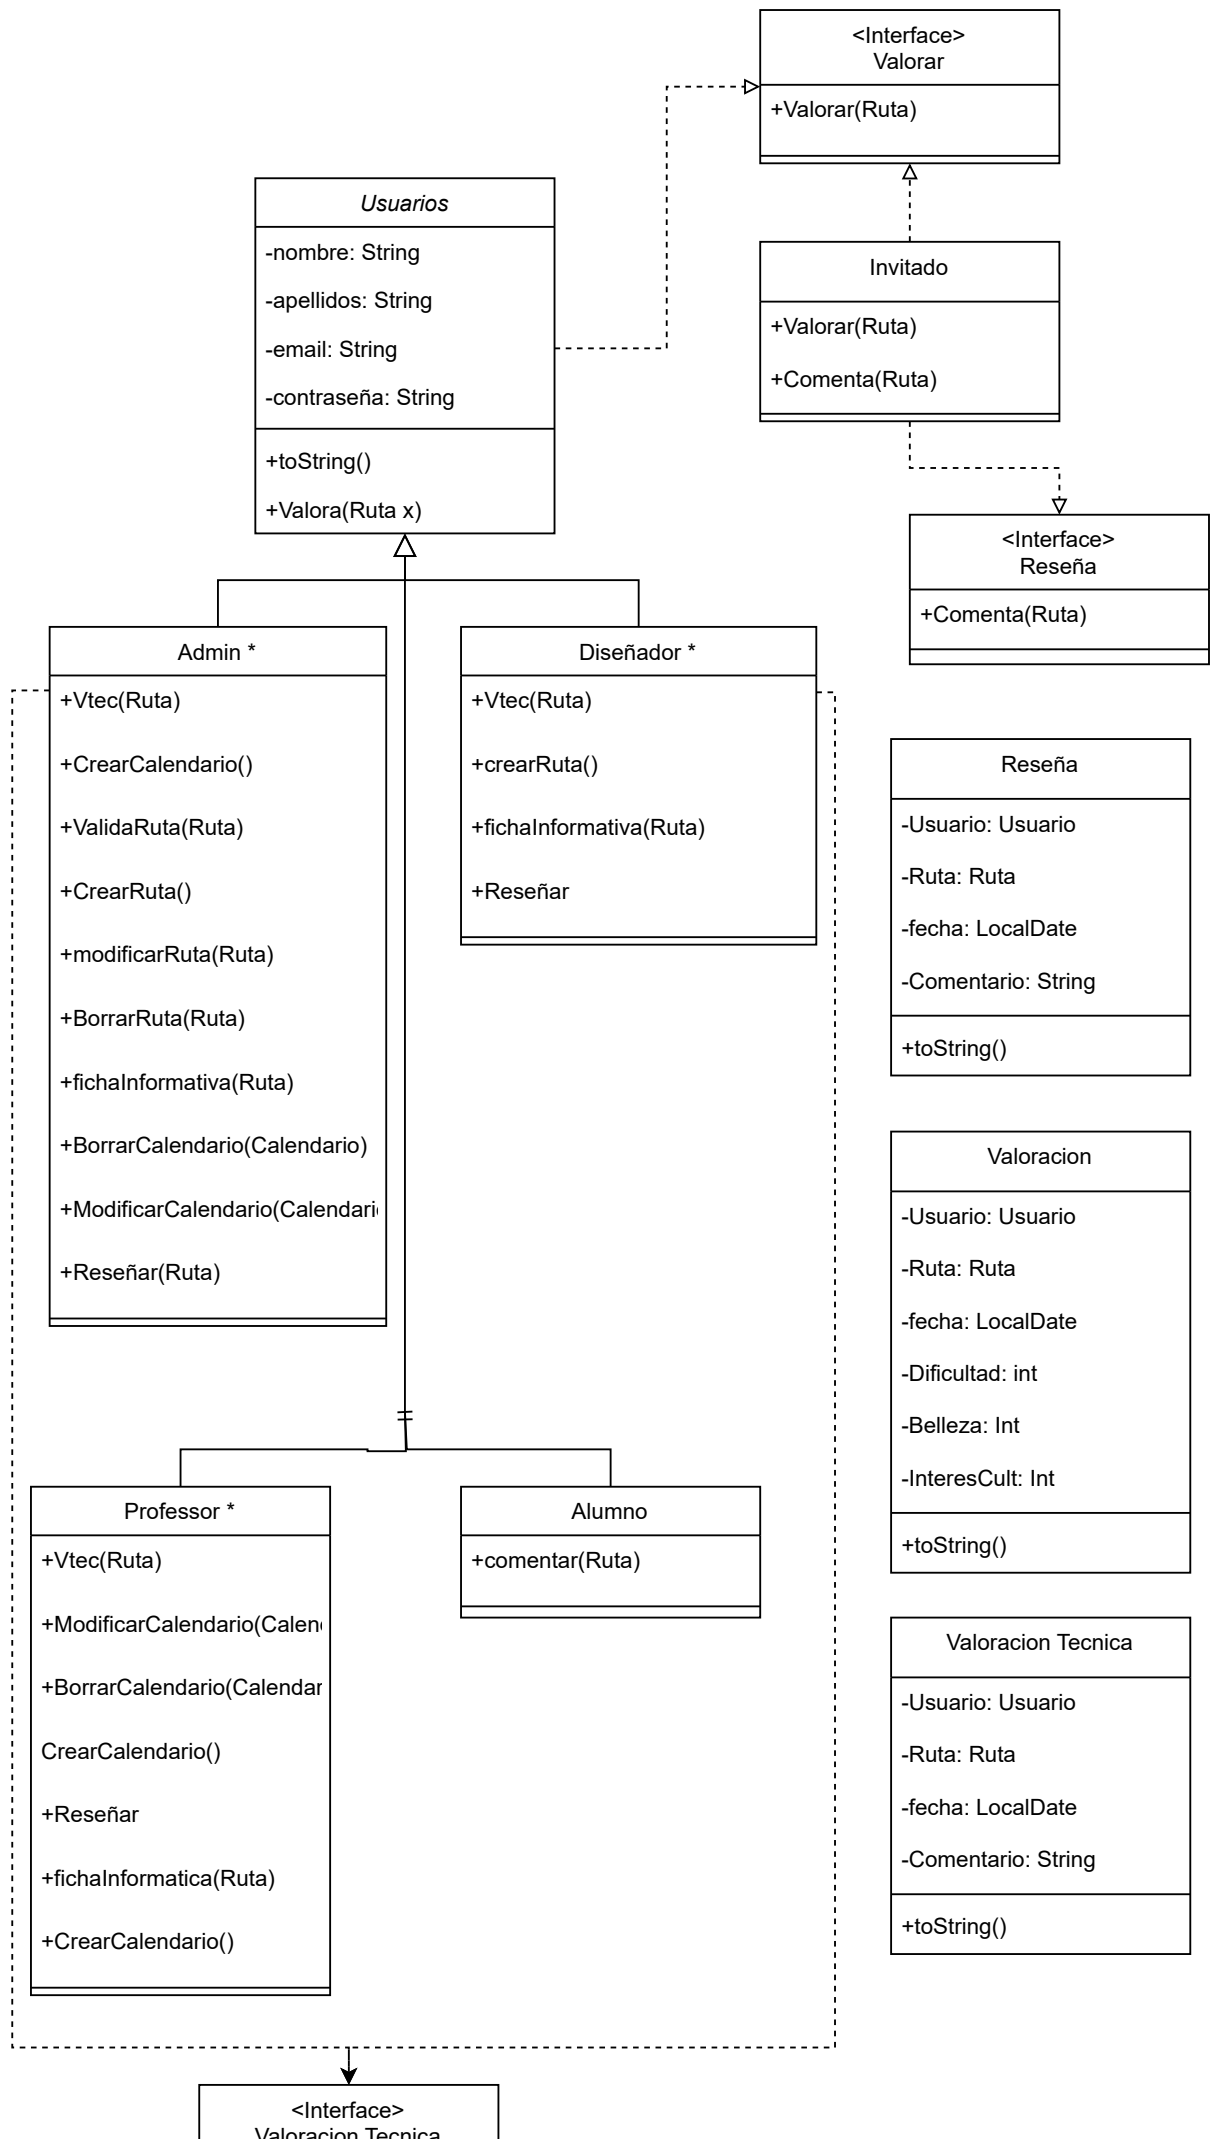 <Interface>
Valorar
+Valorar(Ruta)
Usuarios
-nombre: String
-apellidos: String
-email: String
-contraseña: String
+toString()
+Valora(Ruta x)
Invitado
+Valorar(Ruta)
+Comenta(Ruta)
<Interface>
Reseña
+Comenta(Ruta)
Admin *
+Vtec(Ruta)
+CrearCalendario()
+ValidaRuta(Ruta)
+CrearRuta()
+modificarRuta(Ruta)
+BorrarRuta(Ruta)
+fichaInformativa(Ruta)
+BorrarCalendario(Calendario)
+ModificarCalendario(Calendari
+Reseñar(Ruta)
Diseñador *
+Vtec(Ruta)
+crearRuta()
+fichaInformativa(Ruta)
+Reseñar
Reseña
-Usuario: Usuario
-Ruta: Ruta
-fecha: LocalDate
-Comentario: String
+toString()
Valoracion
-Usuario: Usuario
-Ruta: Ruta
-fecha: LocalDate
-Dificultad: int
-Belleza: Int
-InteresCult: Int
+toString()
Professor *
+Vtec(Ruta)
+ModificarCalendario(Calen
+BorrarCalendario(Calendar
CrearCalendario()
+Reseñar
+fichaInformatica(Ruta)
+CrearCalendario()
Alumno
+comentar(Ruta)
Valoracion Tecnica
-Usuario: Usuario
-Ruta: Ruta
-fecha: LocalDate
-Comentario: String
+toString()
<Interface>
Valoracion Tecnica